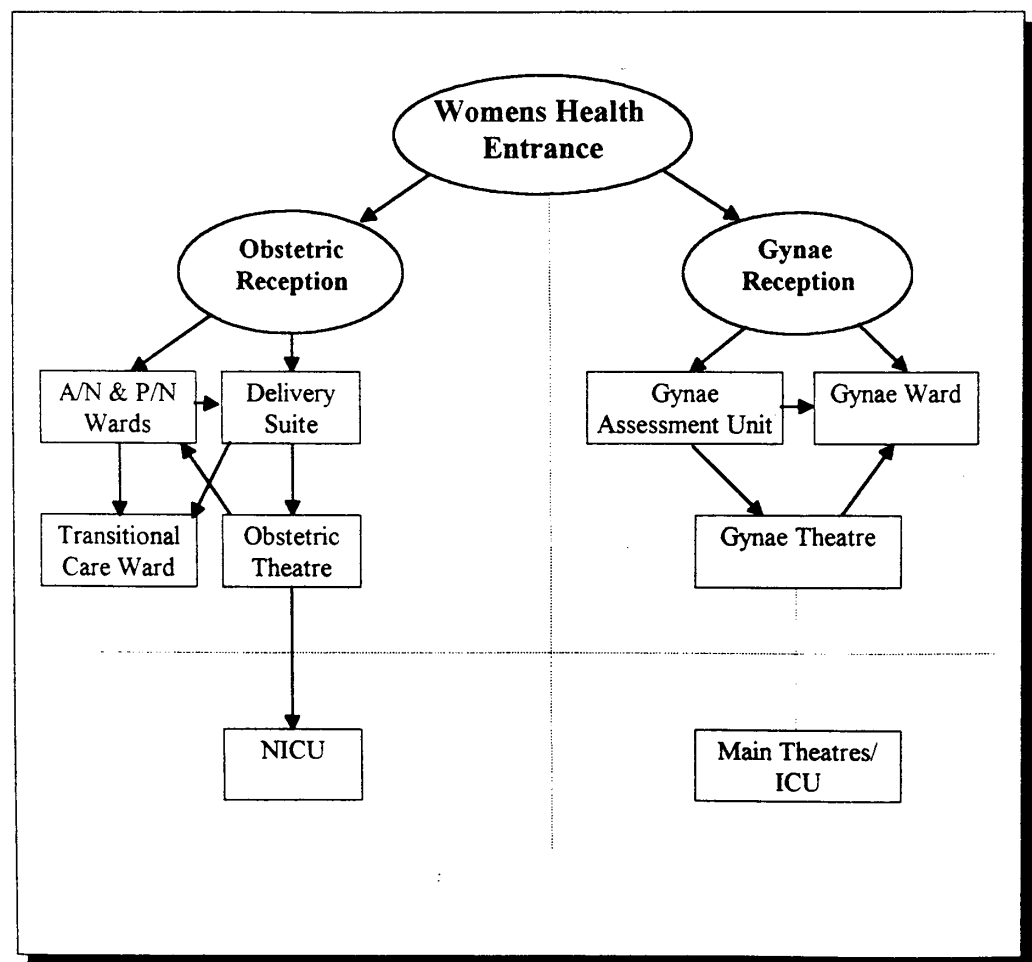 Womens Health
Entrance
Obstetric
Reception
Gynae
Reception
A/N & P/N
Wards
Delivery
Suite
Gynae
Assessment Unit
Gynae Ward
Transitional
Care Ward
Obstetric
Theatre
Gynae Theatre
NICU
Main Theatres/
ICU